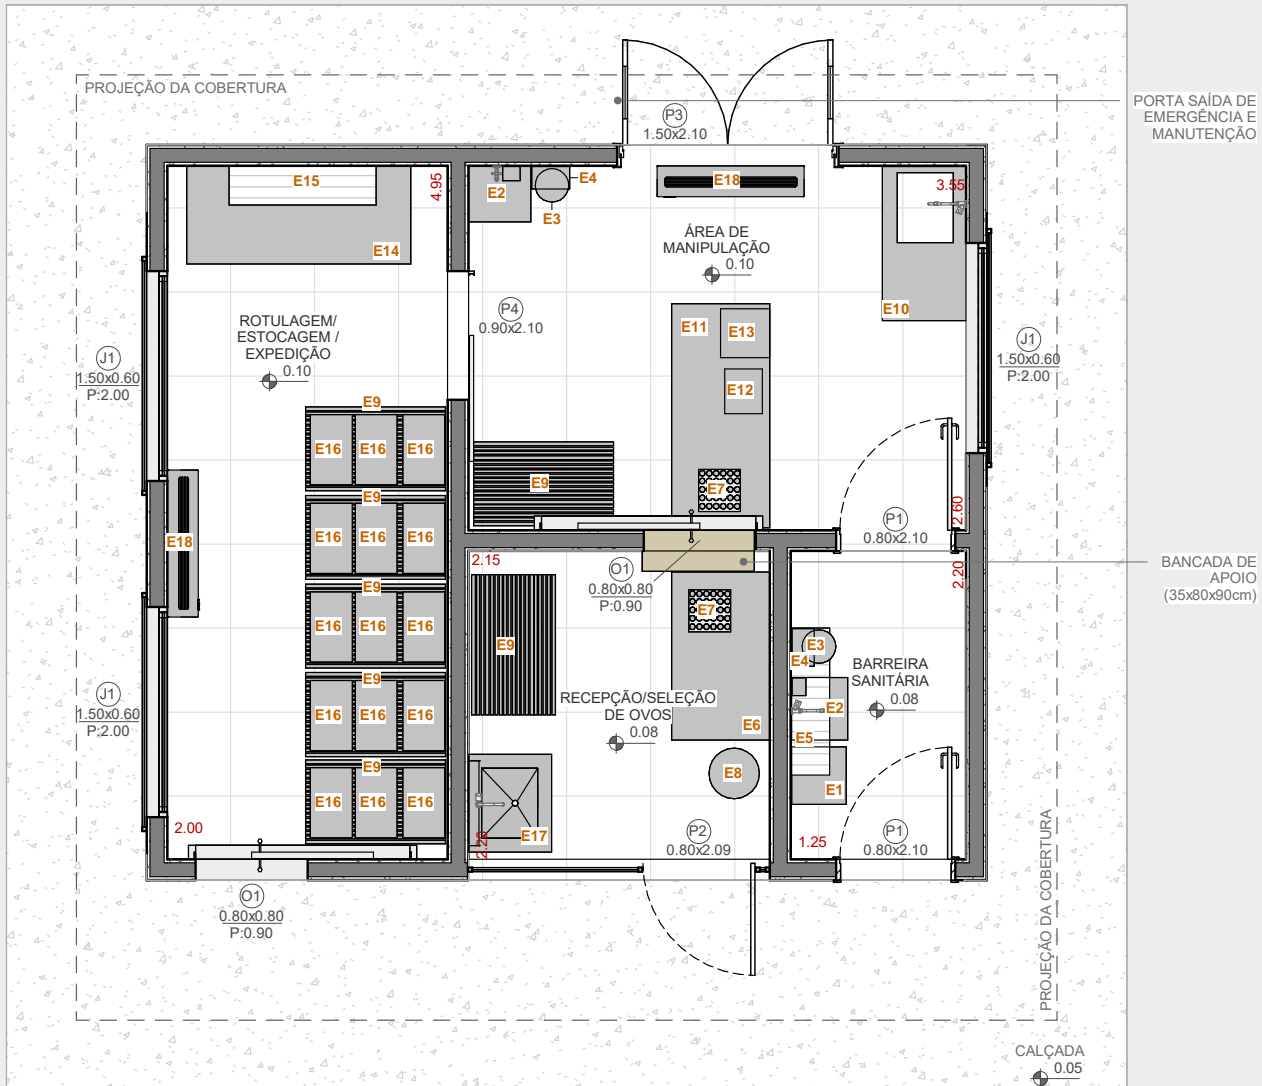 PROJEÇÃO DA COBERTURA
PORTA SAÍDA DE
EMERGÊNCIA E
MANUTENÇÃO
P3
1.50x2.10
E15
4.95
E2
E4
E3
E18
3.55
E14
ÁREA DE
MANIPULAÇÃO
0.10
E10
P4
0.90x2.10
E11
E13
ROTULAGEM/
ESTOCAGEM /
EXPEDIÇÃO
0.10
J1
1.50x0.60
P:2.00
J1
1.50x0.60
P:2.00
E12
E9
E16
E16
E16
E9
E7
E9
E16
E16
E16
E18
2.60
P1
0.80x2.10
2.15
O1
0.80x0.80
P:0.90
2.20
BANCADA DE
APOIO
(35x80x90cm)
E9
E16
E16
E16
E7
E9
E3
E4
BARREIRA
SANITÁRIA
0.08
E9
E16
E16
E16
J1
1.50x0.60
P:2.00
RECEPÇÃO/SELEÇÃO
DE OVOS
0.08
E6
E2
E5
E9
E16
E16
E16
E8
E1
2.00
E17
2.20
P2
0.80x2.09
1.25
P1
0.80x2.10
O1
0.80x0.80
P:0.90
PROJEÇÃO DA COBERTURA
CALÇADA
0.05